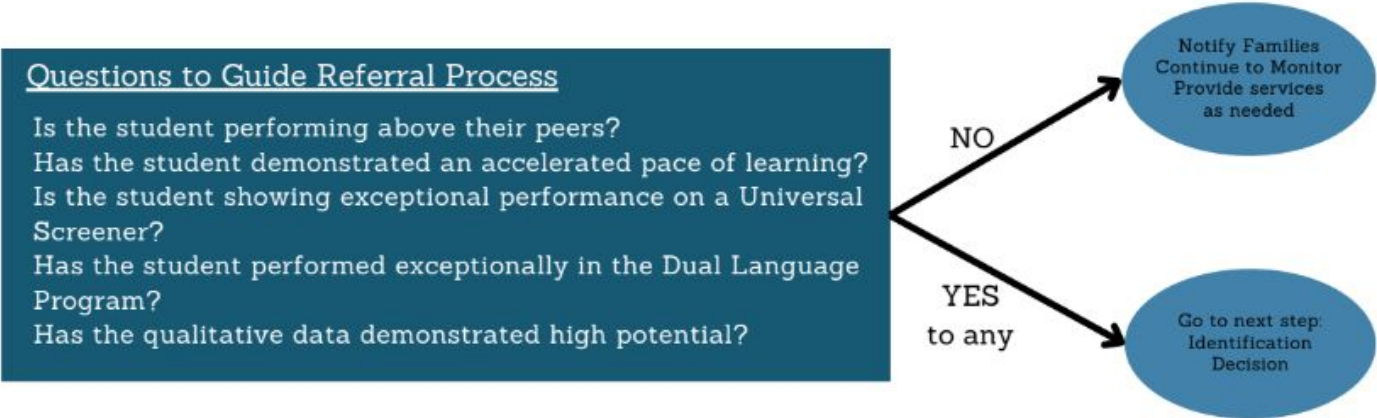 Questions to Guide Referral Process
Is the student performing above their peers?
Has the student demonstrated an accelerated pace of learning?
Is the student showing exceptional performance on a Universal
Screener?
Has the student performed exceptionally in the Dual Language
Program?
Has the qualitative data demonstrated high potential?
NO
Notify Families
Continue to Monitor
Provide services
as needed
YES
to any
Go to next step:
Identification
Decision